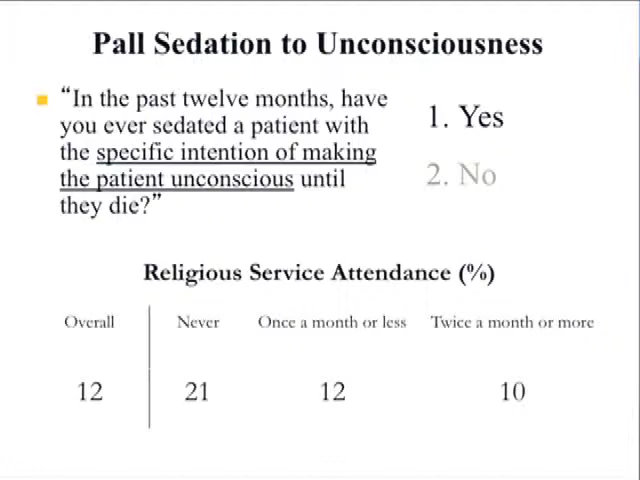 Pall Sedation to Unconsciousness
“In the past twelve months, have
you ever sedated a patient with
the specific intention of making
the patient unconscious until
they die?”
1. Yes
2. No
Religious Service Attendance (%)
Overall Never Once a month or less Twice a month or more
12 21 12 10